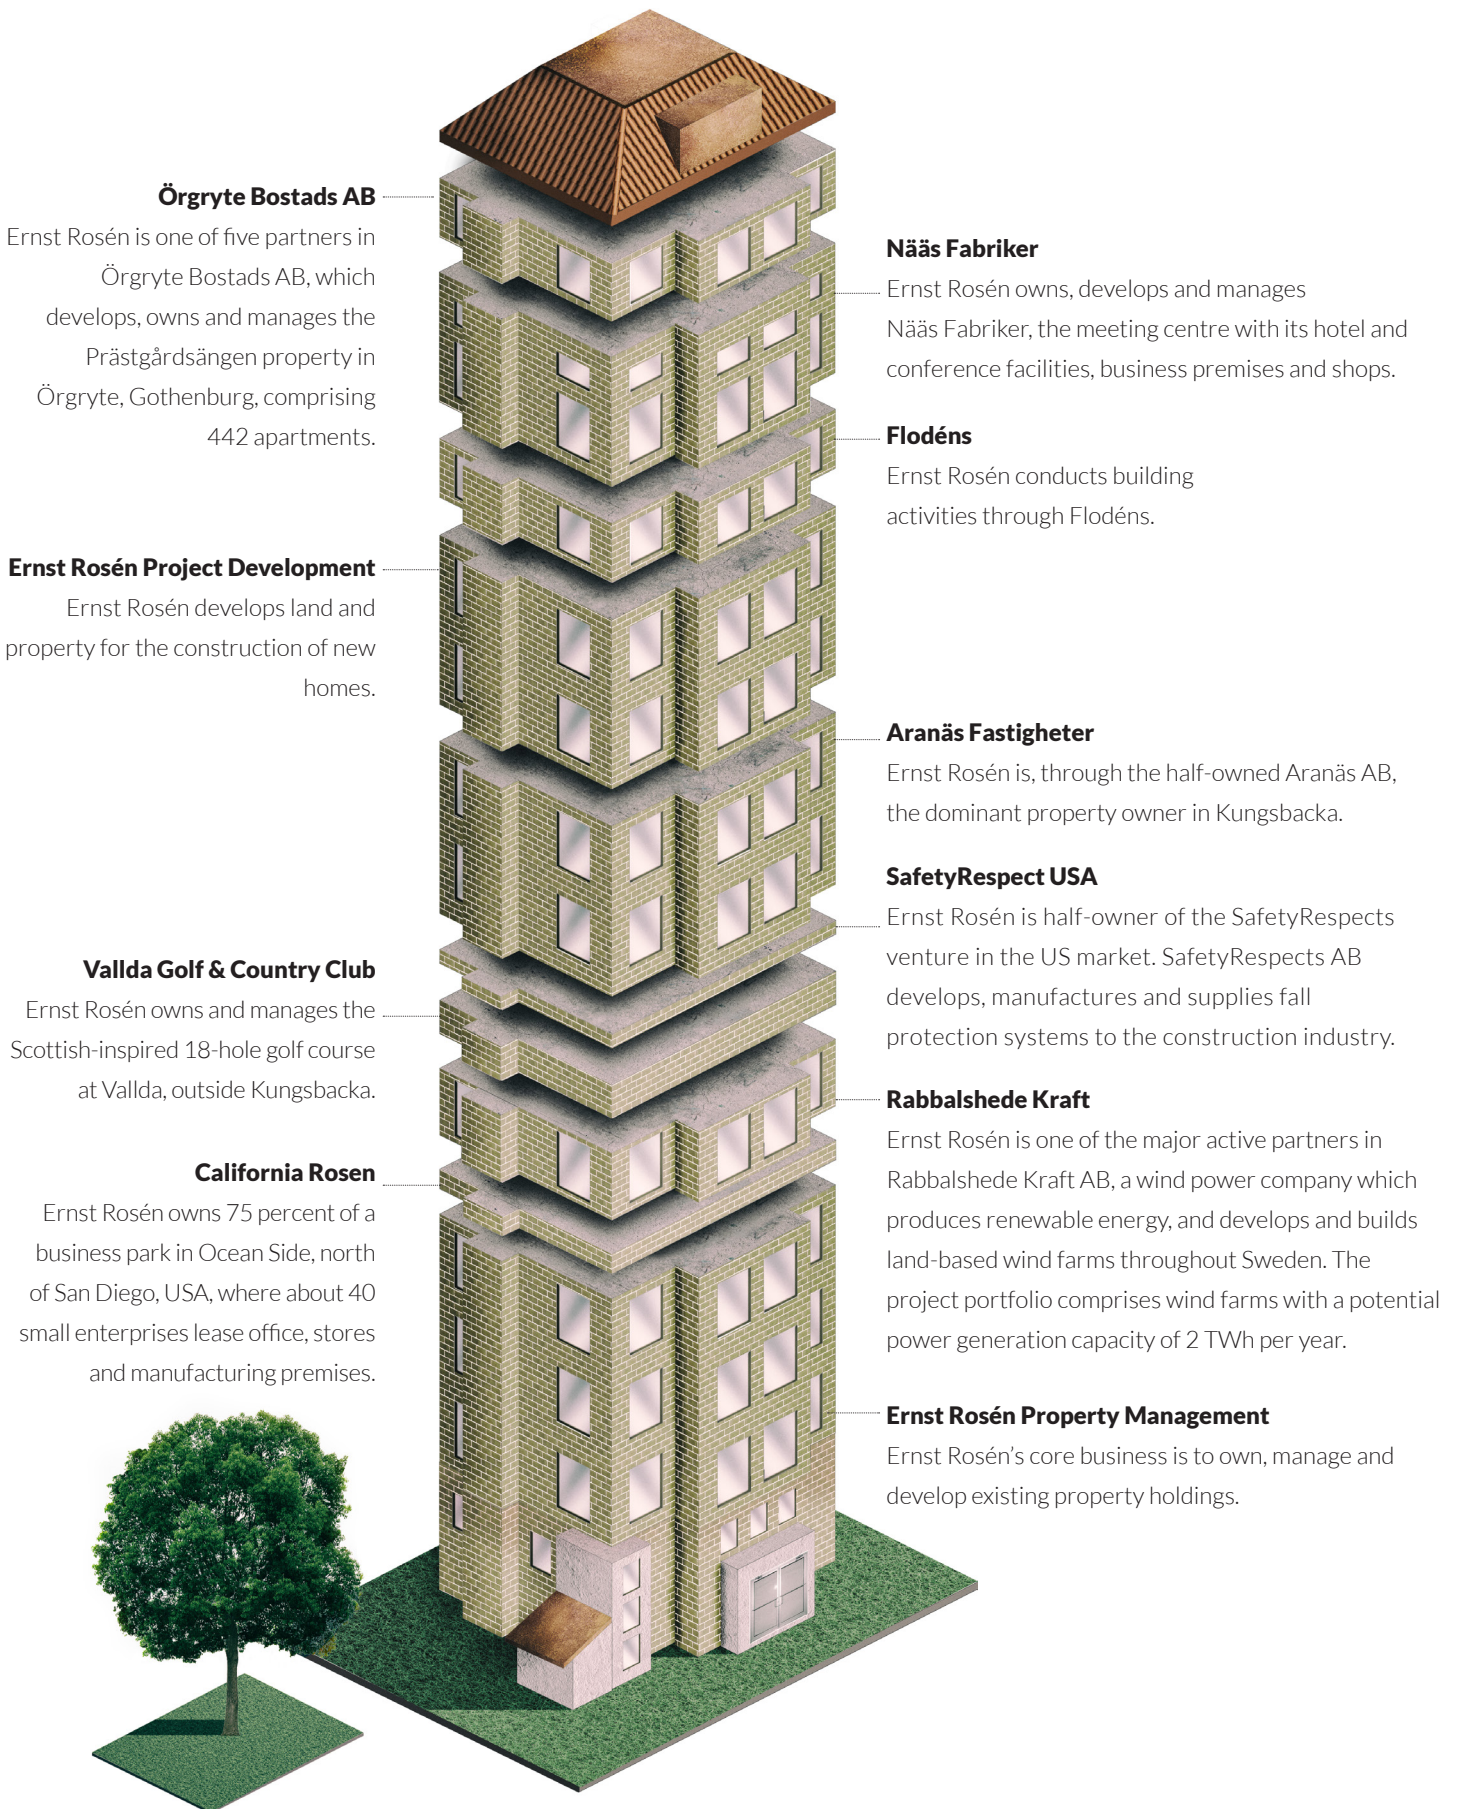 Örgryte Bostads AB
Ernst Rosén is one of five partners in
Örgryte Bostads AB, which
develops, owns and manages the
Prästgårdsängen property in
Örgryte, Gothenburg, comprising
442 apartments.
Ernst Rosén Project Development
Ernst Rosén develops land and
property for the construction of new
homes.
Vallda Golf & Country Club
Ernst Rosén owns and manages the
Scottish-inspired 18-hole golf course
at Vallda, outside Kungsbacka.
California Rosen
Ernst Rosén owns 75 percent of a
business park in Ocean Side, north
of San Diego, USA, where about 40
small enterprises lease office, stores
and manufacturing premises.
Nääs Fabriker
Ernst Rosén owns, develops and manages
Nääs Fabriker, the meeting centre with its hotel and
conference facilities, business premises and shops.
Flodéns
Ernst Rosén conducts building
activities through Flodéns.
Aranäs Fastigheter
Ernst Rosén is, through the half-owned Aranäs AB,
the dominant property owner in Kungsbacka.
SafetyRespect USA
Ernst Rosén is half-owner of the SafetyRespects
venture in the US market. SafetyRespects AB
develops, manufactures and supplies fall
protection systems to the construction industry.
Rabbalshede Kraft
Ernst Rosén is one of the major active partners in
Rabbalshede Kraft AB, a wind power company which
produces renewable energy, and develops and builds
land-based wind farms throughout Sweden. The
project portfolio comprises wind farms with a potential
power generation capacity of 2 TWh per year.
Ernst Rosén Property Management
Ernst Rosén’s core business is to own, manage and
develop existing property holdings.